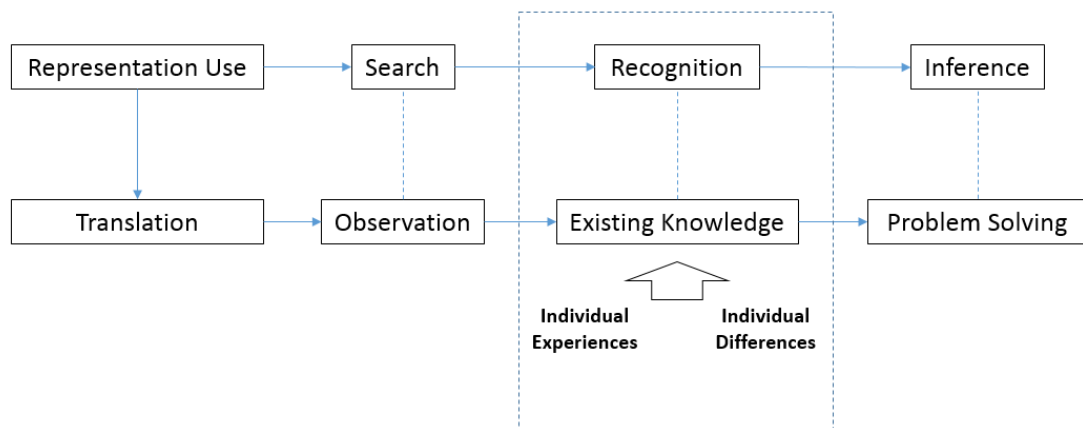 Representation Use
Search
Recognition
Inference
Translation
Observation
Existing Knowledge
Problem Solving
Individual
Experiences
Individual
Differences